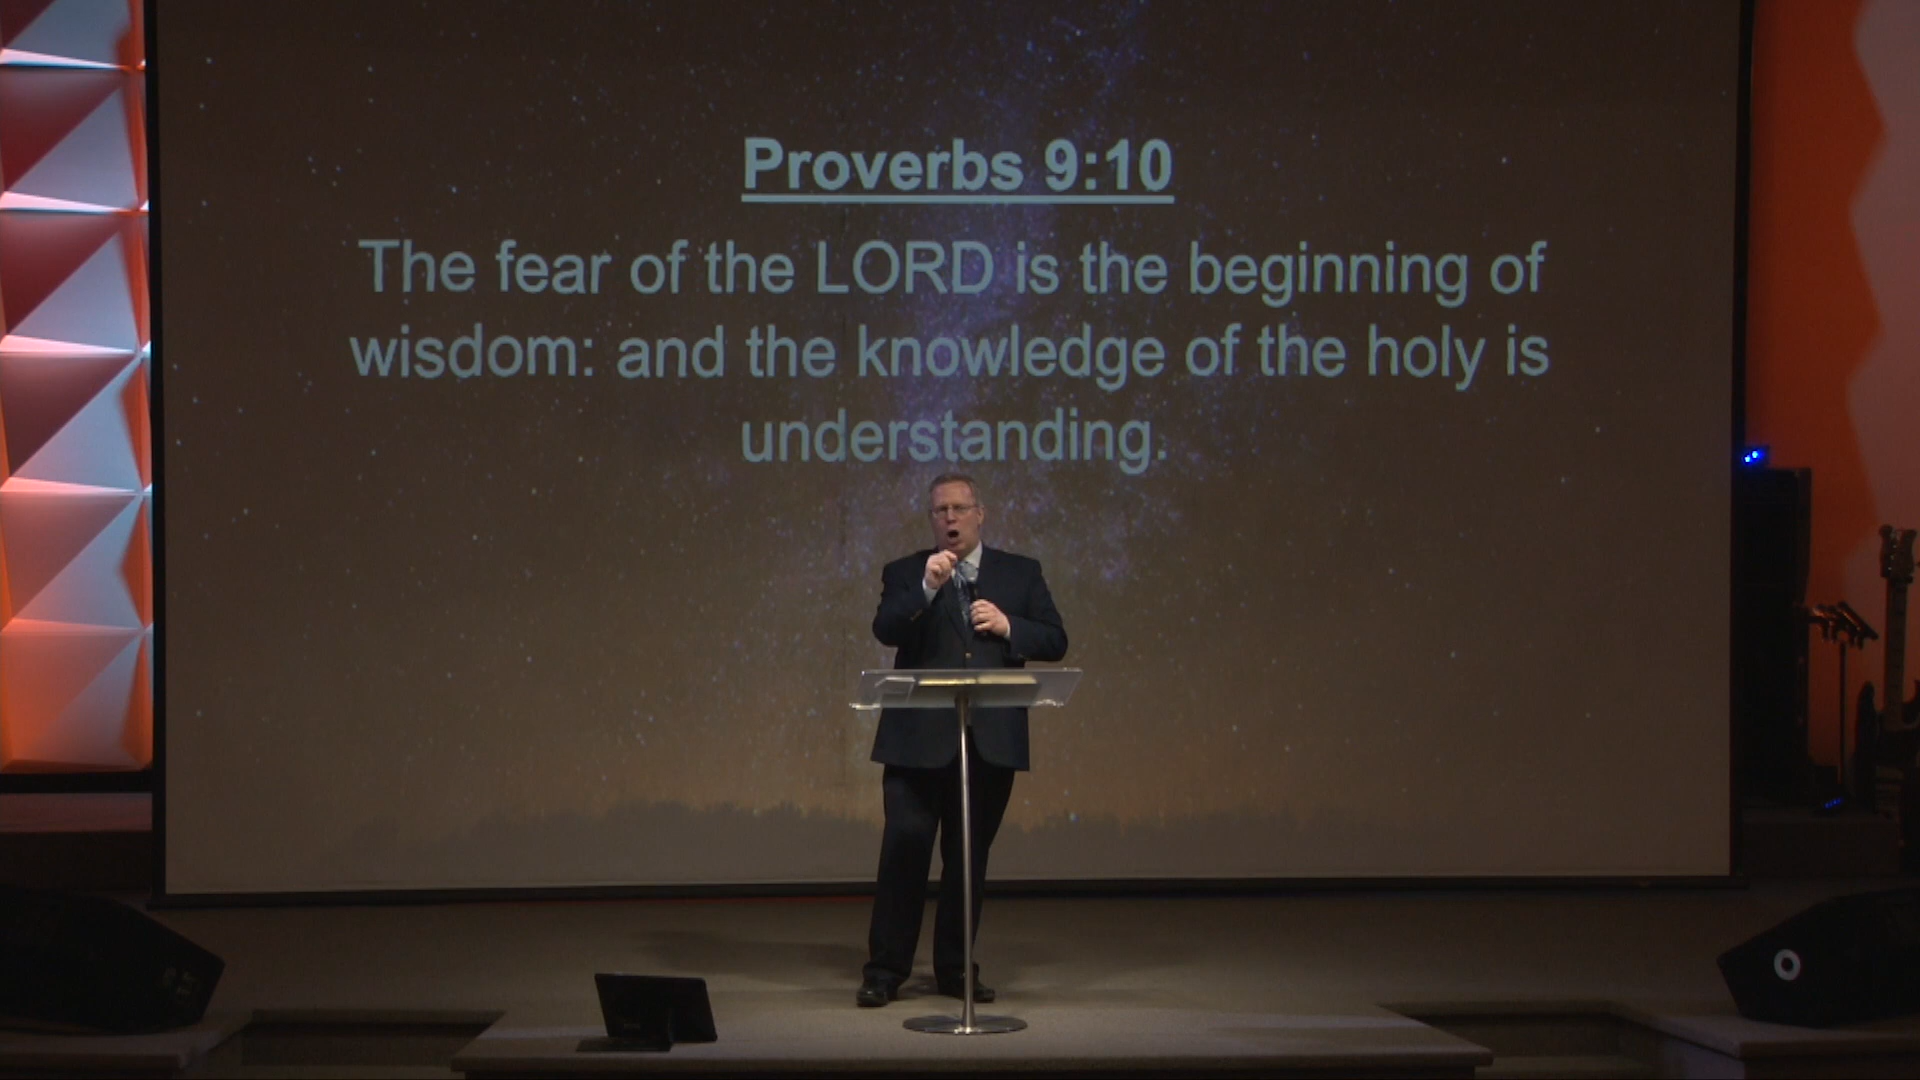 Proverbs 9:10
The fear of the LORD is the beginning of
wisdom: and the knowledge of the holy is
understanding.